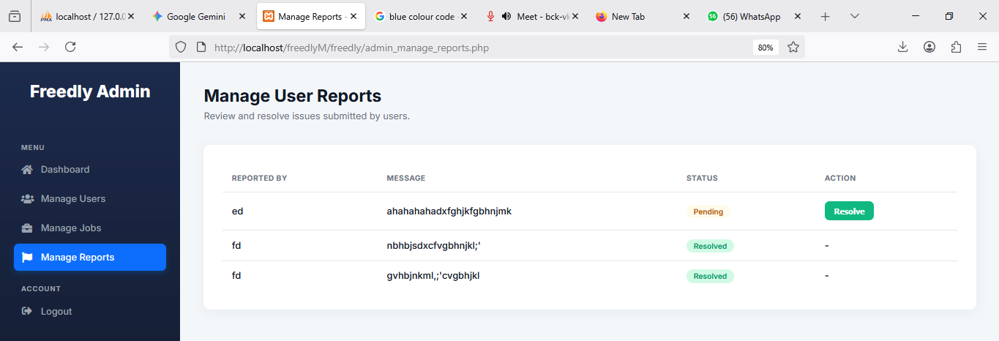 localhost / 127.0.0
Google Gemini
Manage Reports -
blue colour code -
Meet - bck-vk
New Tab
56
(56) WhatsApp
http://localhost/freedlyM/freedly/admin_manage_reports.php
80%
Freedly Admin
MENU
Dashboard
Manage Users
Manage Jobs
Manage Reports
ACCOUNT
Logout
Manage User Reports
Review and resolve issues submitted by users.
REPORTED BY MESSAGE STATUS ACTION
ed ahahahahadxfghjkfgbhnjmk Pending Resolve
fd nbhbjsdxcfvgbhnjkl;' Resolved -
fd gvhbjnkml,;'cvgbhjkl Resolved -